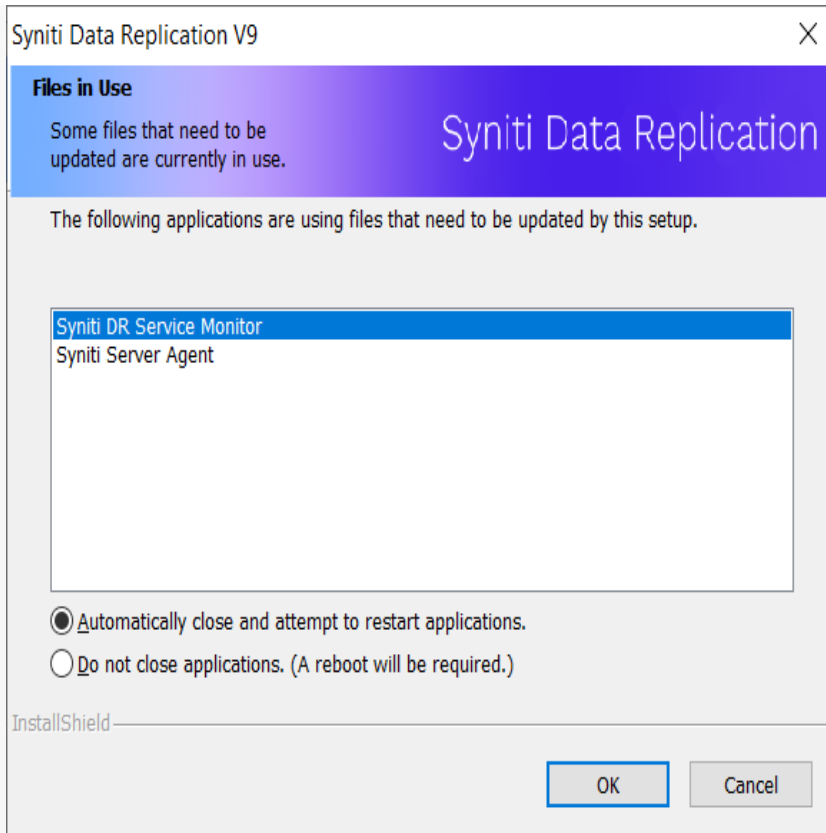 Syniti Data Replication V9
Files in Use
Some files that need to be
updated are currently in use.
Syniti Data Replication
The following applications are using files that need to be updated by this setup.
Syniti DR Service Monitor
Syniti Server Agent
Automatically close and attempt to restart applications.
Do not close applications. (A reboot will be required.)
InstallShield
OK
Cancel